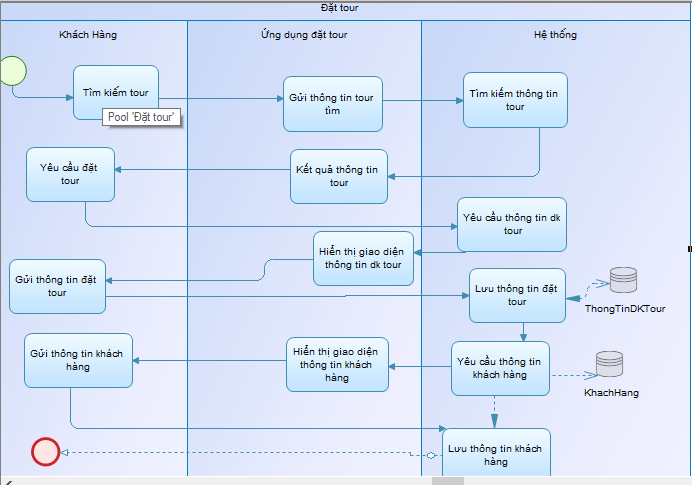 Đặt tour
Khách Hàng
Ứng dụng đặt tour
Hệ thống
Tìm kiếm tour
Gửi thông tin tour
tìm
Tìm kiếm thông tin
tour
Pool 'Đặt tour'
Yêu cầu đặt
tour
Kết quả thông tin
tour
Yêu cầu thông tin dk
tour
Hiển thị giao diện
thông tin dk tour
Gửi thông tin đặt
tour
Lưu thông tin đặt
tour
ThongTinDKTour
Gửi thông tin khách
hàng
Hiển thị giao diện
thông tin khách
hàng
Yêu cầu thông tin
khách hàng
KhachHang
Lưu thông tin khách
hàng